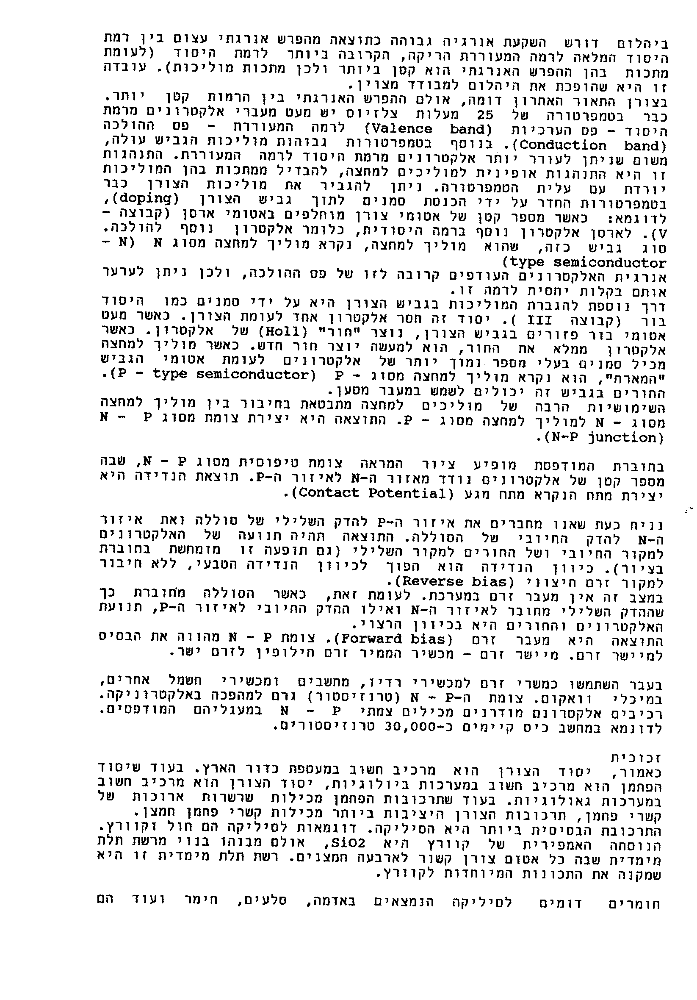 ביהלום דורש השקעת אנרגיה גבוהה כתוצאה מהפרש אנרגתי עצום בין רמת
היסוד המלאה לרמה המעוררת הריקה, הקרובה ביותר לרמת היסוד (לעומת
מתכות בהן ההפרש האנרגתי הוא קטן ביותר ולכן מתכות מוליכות). עובדה
זו היא שהופכת את היהלום למבודד מצוין.
בצורן התאור האחרון דומה, אולם ההפרש האנרגתי בין הרמות קטן יותר.
כבר בטמפרטורה של 25 מעלות צלזיוס יש מעט מעברי אלקטרונים מרמת
היסוד - פס הערכיות (Valence band) לרמה המעוררת - פס ההולכה
(Conduction band). בנוסף בטמפרטורות גבוהות מוליכות הגביש עולה,
משום שניתן לעורר יותר אלקטרונים מרמת היסוד לרמה המעוררת. התנהגות
זו היא התנהגות אופינית למוליכים למחצה, להבדיל ממתכות בהן המוליכות
יורדת עם עלית הטמפרטורה. ניתן להגביר את מוליכות הצורן כבר
בטמפרטורות החדר על ידי הכנסת סמנים לתוך גביש הצורן (doping),
לדוגמא: כאשר מספר קטן של אטומי צורן מוחלפים באטומי ארסן (קבוצה -
V). לארסן אלקטרון נוסף ברמה היסודית, כלומר אלקטרון נוסף להולכה.
סוג גביש כזה, שהוא מוליך למחצה, נקרא מוליך למחצה מסוג N (N -
type semiconductor)
אנרגית האלקטרונים העודפים קרובה לזו של פס ההולכה, ולכן ניתן לערער
אותם בקלות יחסית לרמה זו.
דרך נוספת להגברת המוליכות בגביש הצורן היא על ידי סמנים כמו היסוד
בור (קבוצה III ). יסוד זה חסר אלקטרון אחד לעומת הצורן. כאשר מעט
אטומי בור פזורים בגביש הצורן, נוצר "חור" (Holl) של אלקטרון. כאשר
אלקטרון ממלא את החור, הוא למעשה יוצר חור חדש. כאשר מוליך למחצה
מכיל סמנים בעלי מספר נמוך יותר של אלקטרונים לעומת אטומי הגביש
"המארח", הוא נקרא מוליך למחצה מסוג - P (P - type semiconductor).
החורים בגביש זה יכולים לשמש במעבר מטען.
השימושיות הרבה של מוליכים למחצה מתבטאת בחיבור בין מוליך למחצה
מסוג - N למוליך למחצה מסוג - P. התוצאה היא יצירת צומת מסוג N - P
(N-P junction).

בחוברת המודפסת מופיע ציור המראה צומת טיפוסית מסוג N - P, שבה
מספר קטן של אלקטרונים נודד מאזור ה-N לאיזור ה-P. תוצאת הנדידה היא
יצירת מתח הנקרא מתח מגע (Contact Potential).

נניח כעת שאנו מחברים את איזור ה-P להדק השלילי של סוללה ואת איזור
ה-N להדק החיובי של הסוללה. התוצאה תהיה תנועה של האלקטרונים
למקור החיובי ושל החורים למקור השלילי (גם תופעה זו מומחשת בחוברת
בציור). כיוון הנדידה הוא הפוך לכיוון הנדידה הטבעי, ללא חיבור
למקור זרם חיצוני (Reverse bias).
במצב זה אין מעבר זרם במערכת. לעומת זאת, כאשר הסוללה מחוברת כך
שההדק השלילי מחובר לאיזור ה-N ואילו ההדק החיובי לאיזור ה-P, תנועת
האלקטרונים והחורים היא בכיוון הרצוי.
התוצאה היא מעבר זרם (Forward bias). צומת N - P מהווה את הבסיס
למיישר זרם. מיישר זרם - מכשיר הממיר זרם חילופין לזרם ישר.

בעבר השתמשו כמשרי זרם למכשירי רדיו, מחשבים ומכשירי חשמל אחרים,
במיכלי וואקום. צומת ה-N - P (טרנזיסטור) גרם למהפכה באלקטרוניקה.
רכיבים אלקטרונם מודרנים מכילים צמתי N - P במעגליהם המודפסים.
לדוגמא במחשב כיס קיימים כ-30,000 טרנזיסטורים.

זכוכית
כאמור, יסוד הצורן הוא מרכיב חשוב במעטפת כדור הארץ. בעוד שיסוד
הפחמן הוא מרכיב חשוב במערכות ביולוגיות, יסוד הצורן הוא מרכיב חשוב
במערכות גאולוגיות. בעוד שתרכובות הפחמן מכילות שרשרות ארוכות של
קשרי פחמן, תרכובות הצורן היציבות ביותר מכילות קשרי פחמן חמצן.
התרכובת הבסיסית ביותר היא הסיליקה. דוגמאות לסיליקה הם חול וקוורץ.
הנוסחה האמפירית של קוורץ היא SiO2, אולם מבנהו בנוי מרשת תלת
מימדית שבה כל אטום צורן קשור לארבעה חמצנים. רשת תלת מימדית זו היא
שמקנה את התכונות המיוחדות לקוורץ.

חומרים דומים לסיליקה הנמצאים באדמה, סלעים, חימר ועוד הם